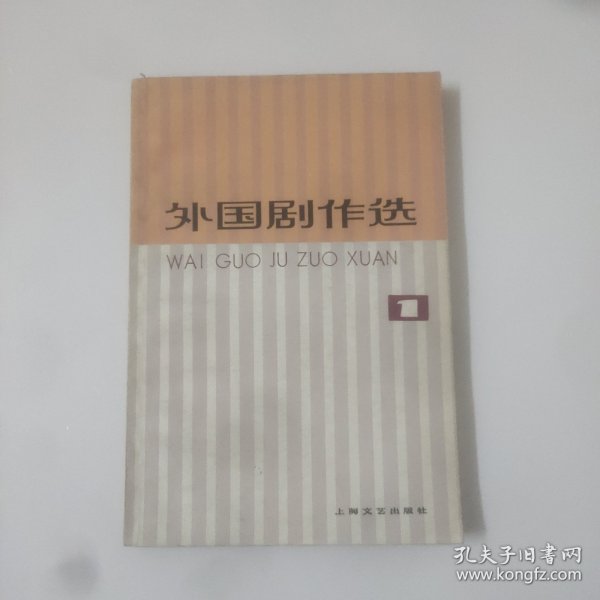 外国剧作选
WAI GUO JU ZUO XUAN
1
上海文艺出版社
孔夫子旧书网
www.kongfz.com